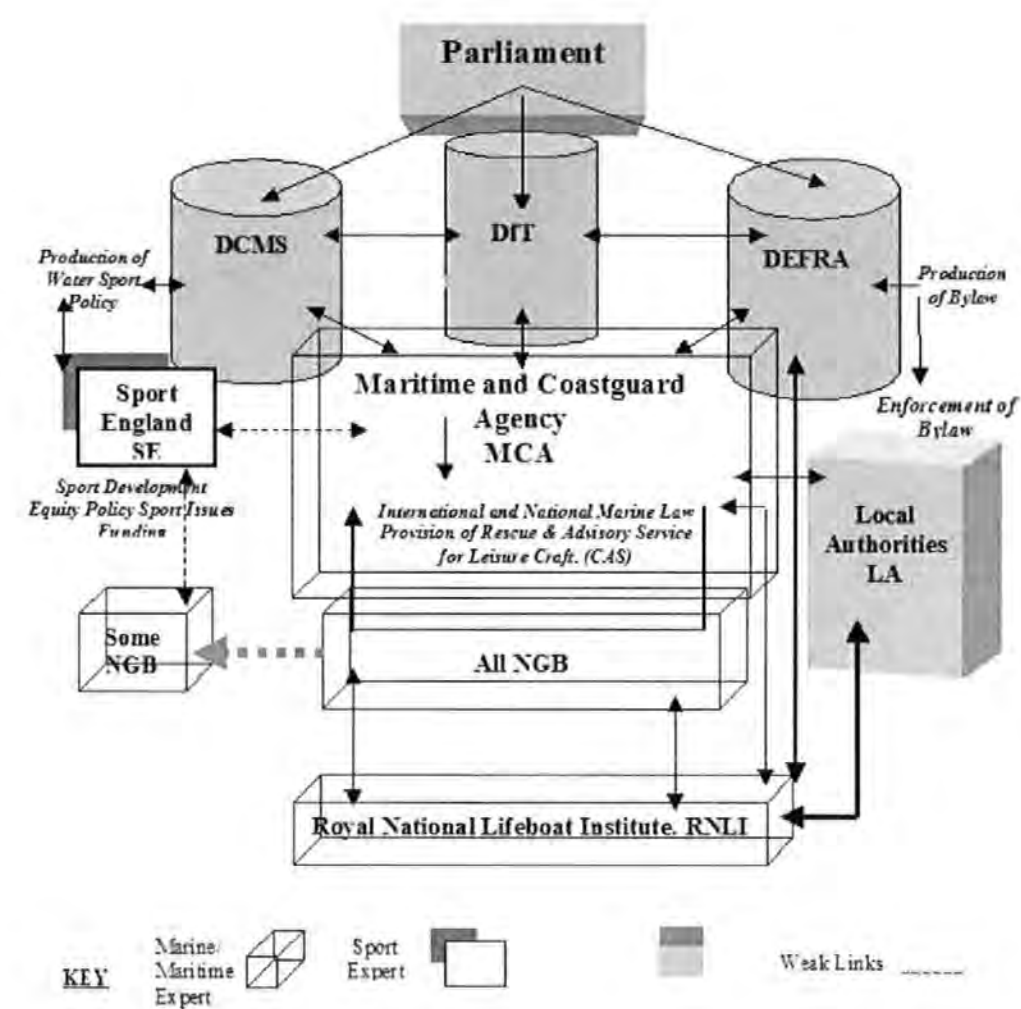 Parliament
DCMS
DfT
DEFRA
Production of
Water Sport
Policy
Production
of Bylaw
Sport
England
SE
Maritime and Coastguard
Agency
MCA
Enforcement of
Bylaw
Sport Development
Equity Policy Sport Issues
Funding
International and National Marine Law
Provision of Rescue & Advisory Service
for Leisure Craft. (CAS)
Local
Authorities
LA
Some
NGB
All NGB
Royal National Lifeboat Institute. RNLI
KEY
Marine/
Maritime
Expert
Sport
Expert
Weak Links